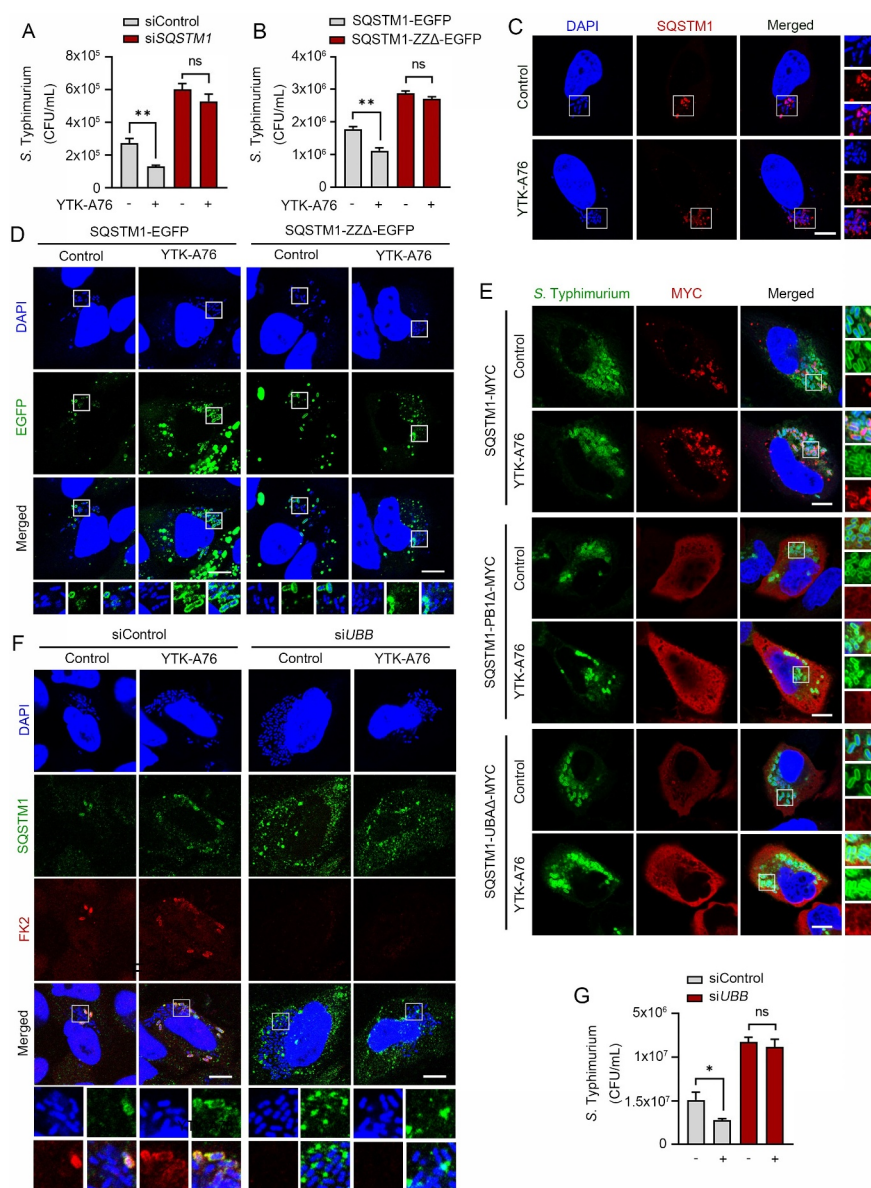 A
siControl
siSQSTM1
S. Typhimurium
(CFU/mL)
8x10⁵
6x10⁵
4x10⁵
2x10⁵
0
**
ns
YTK-A76
-
+
-
+
B
SQSTM1-EGFP
SQSTM1-ZZΔ-EGFP
S. Typhimurium
(CFU/mL)
4x10⁶
3x10⁶
2x10⁶
1x10⁶
0
**
ns
YTK-A76
-
+
-
+
C
DAPI
SQSTM1
Merged
Control
YTK-A76
D
SQSTM1-EGFP
SQSTM1-ZZΔ-EGFP
Control
YTK-A76
Control
YTK-A76
DAPI
EGFP
Merged
E
S. Typhimurium
MYC
Merged
SQSTM1-MYC
Control
YTK-A76
SQSTM1-PB1Δ-MYC
Control
YTK-A76
SQSTM1-UBAΔ-MYC
Control
YTK-A76
F
siControl
siUBB
Control
YTK-A76
Control
YTK-A76
DAPI
SQSTM1
FK2
Merged
G
siControl
siUBB
S. Typhimurium
(CFU/mL)
5x10⁶
1x10⁷
1.5x10⁷
0
*
ns
-
+
-
+